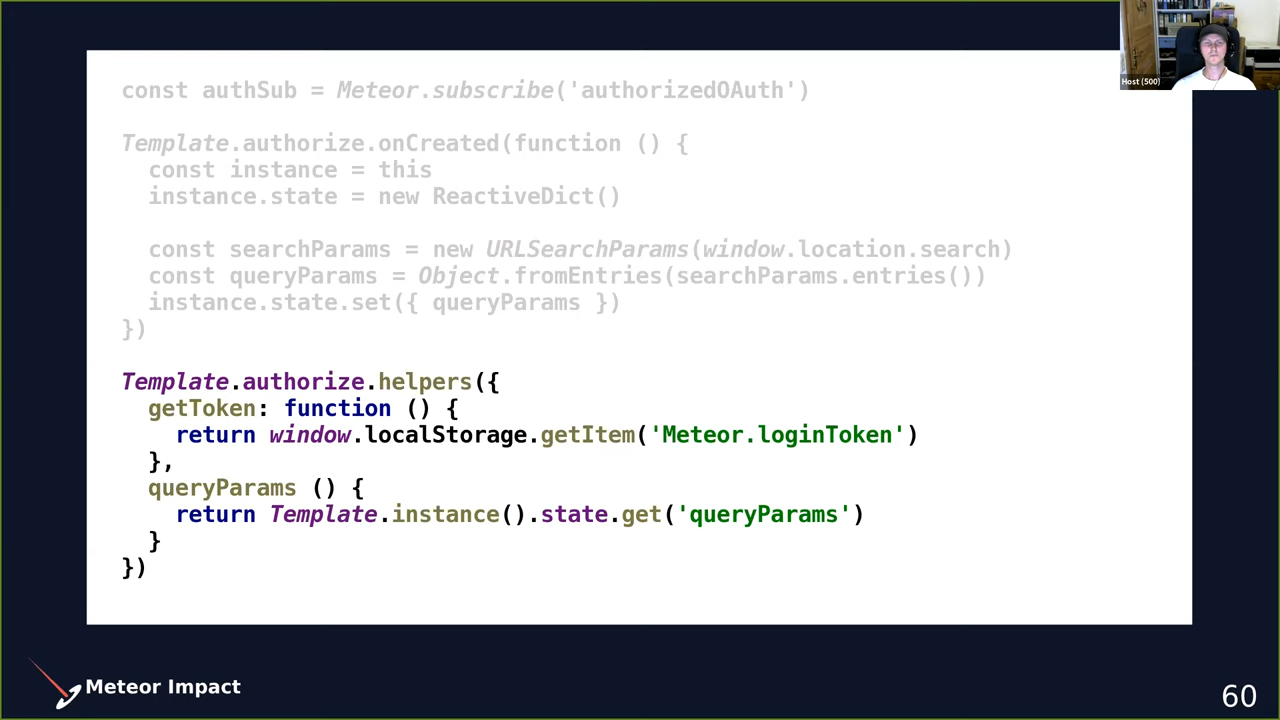 Host (500)
const authSub = Meteor.subscribe('authorizedOAuth')
Template.authorize.onCreated(function () {
  const instance = this
  instance.state = new ReactiveDict()
  const searchParams = new URLSearchParams(window.location.search)
  const queryParams = Object.fromEntries(searchParams.entries())
  instance.state.set({ queryParams })
})
Template.authorize.helpers({
  getToken: function () {
    return window.localStorage.getItem('Meteor.loginToken')
  },
  queryParams () {
    return Template.instance().state.get('queryParams')
  }
})
Meteor Impact
60